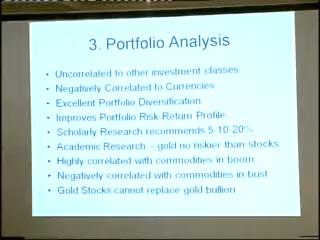 3. Portfolio Analysis
• Uncorrelated to other investment classes
• Negatively Correlated to Currencies
• Excellent Portfolio Diversification
• Improves Portfolio Risk-Return Profile
• Scholarly Research recommends 5-10-20%
• Academic Research – gold no riskier than stocks
• Highly correlated with commodities in boom
• Negatively correlated with commodities in bust
• Gold Stocks cannot replace gold bullion